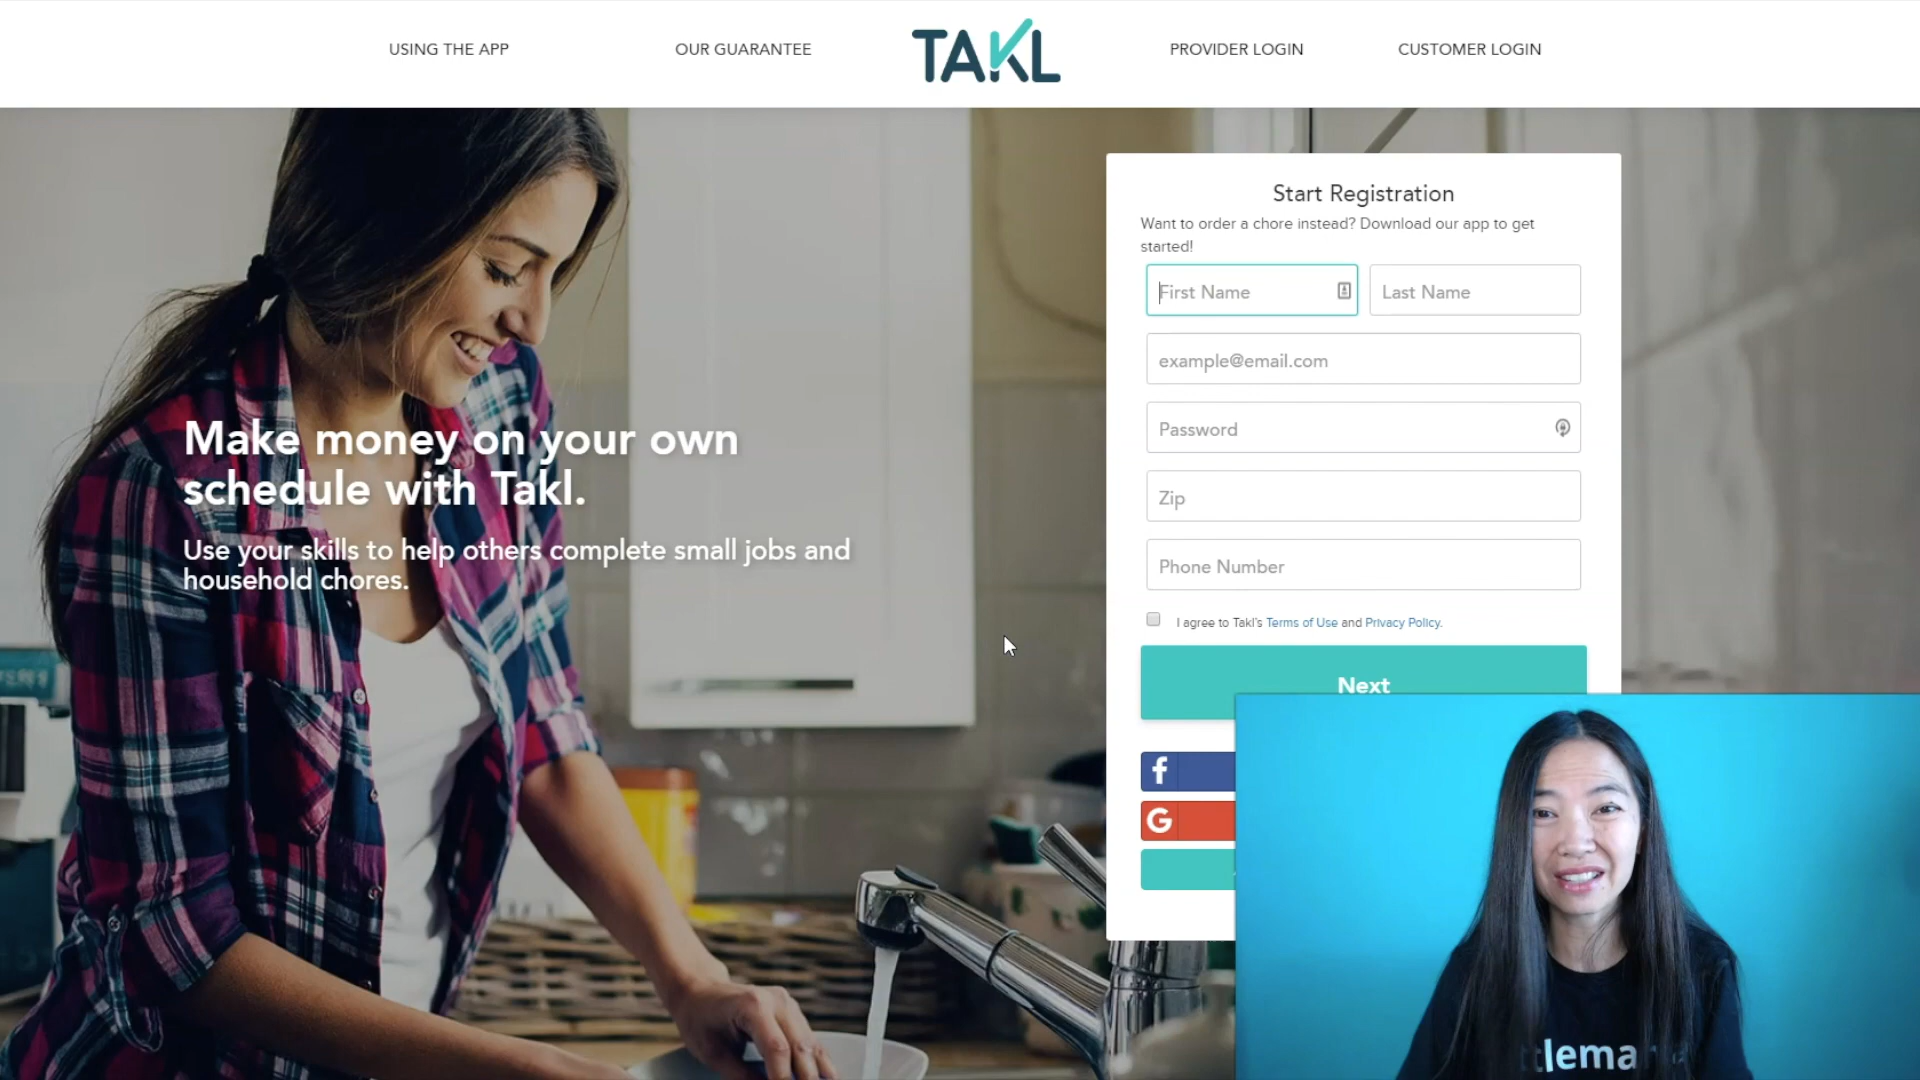 USING THE APP
OUR GUARANTEE
TAKL
PROVIDER LOGIN
CUSTOMER LOGIN
Make money on your own
schedule with Takl.
Use your skills to help others complete small jobs and
household chores.
Start Registration
Want to order a chore instead? Download our app to get
started!
First Name
Last Name
example@email.com
Password
Zip
Phone Number
I agree to Takl's Terms of Use and Privacy Policy.
Next
f
G